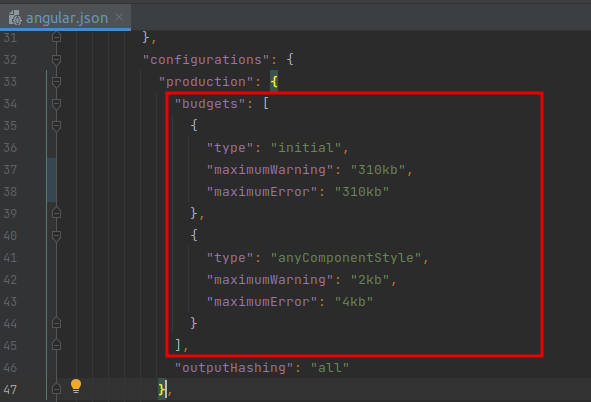 angular.json
31 },
32 "configurations": {
33 "production": {
34 "budgets": [
35 {
36 "type": "initial",
37 "maximumWarning": "310kb",
38 "maximumError": "310kb"
39 },
40 {
41 "type": "anyComponentStyle",
42 "maximumWarning": "2kb",
43 "maximumError": "4kb"
44 }
45 ],
46 "outputHashing": "all"
47 },